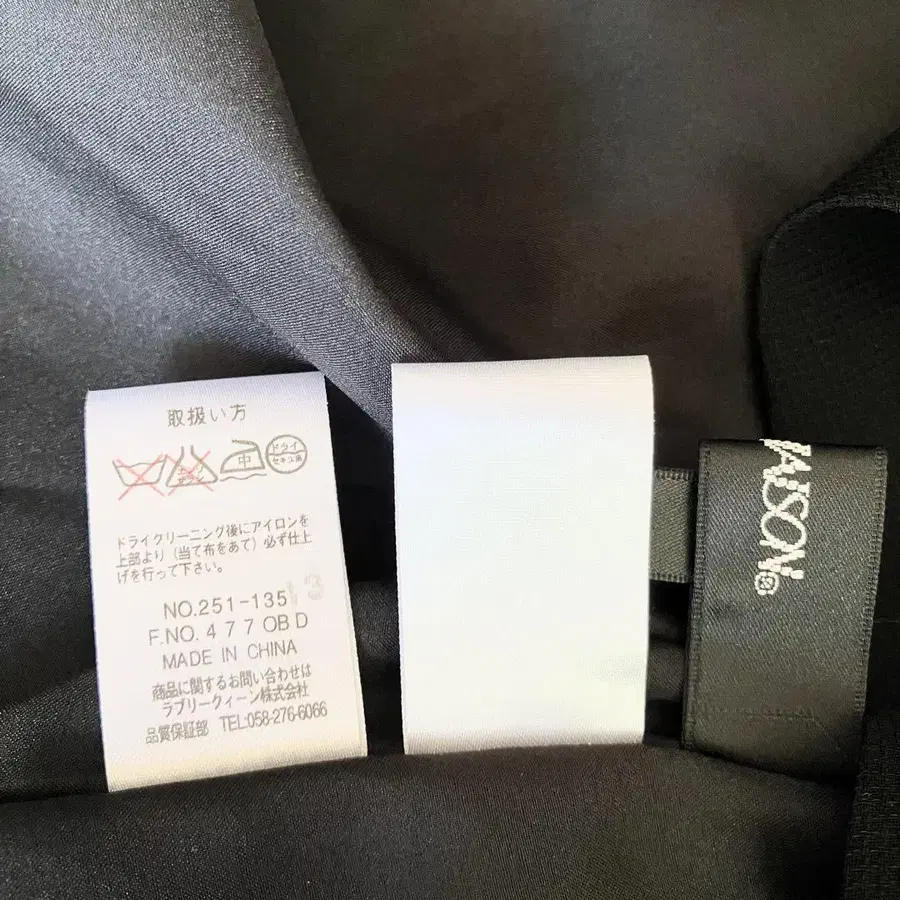 取扱い方
中
ドライ
セキユ系
ドライクリーニング後にアイロンを
上部より(当て布をあて)必ず仕上
げを行って下さい。
NO.251-135 13
F.NO. 4 7 7 OB D
MADE IN CHINA
商品に関するお問い合わせは
ラブリークィーン株式会社
品質保証部 TEL:058-276-6066